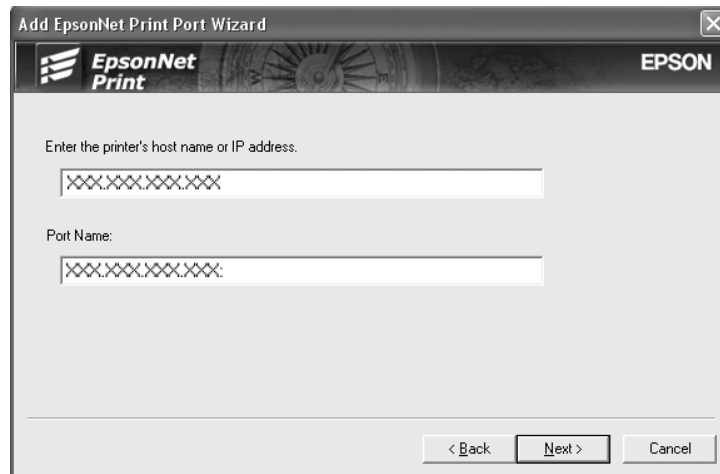 Add EpsonNet Print Port Wizard
EpsonNet
Print
EPSON
Enter the printer's host name or IP address.
XXX.XXX.XXX.XXX
Port Name:
XXX.XXX.XXX.XXX:
< Back
Next >
Cancel